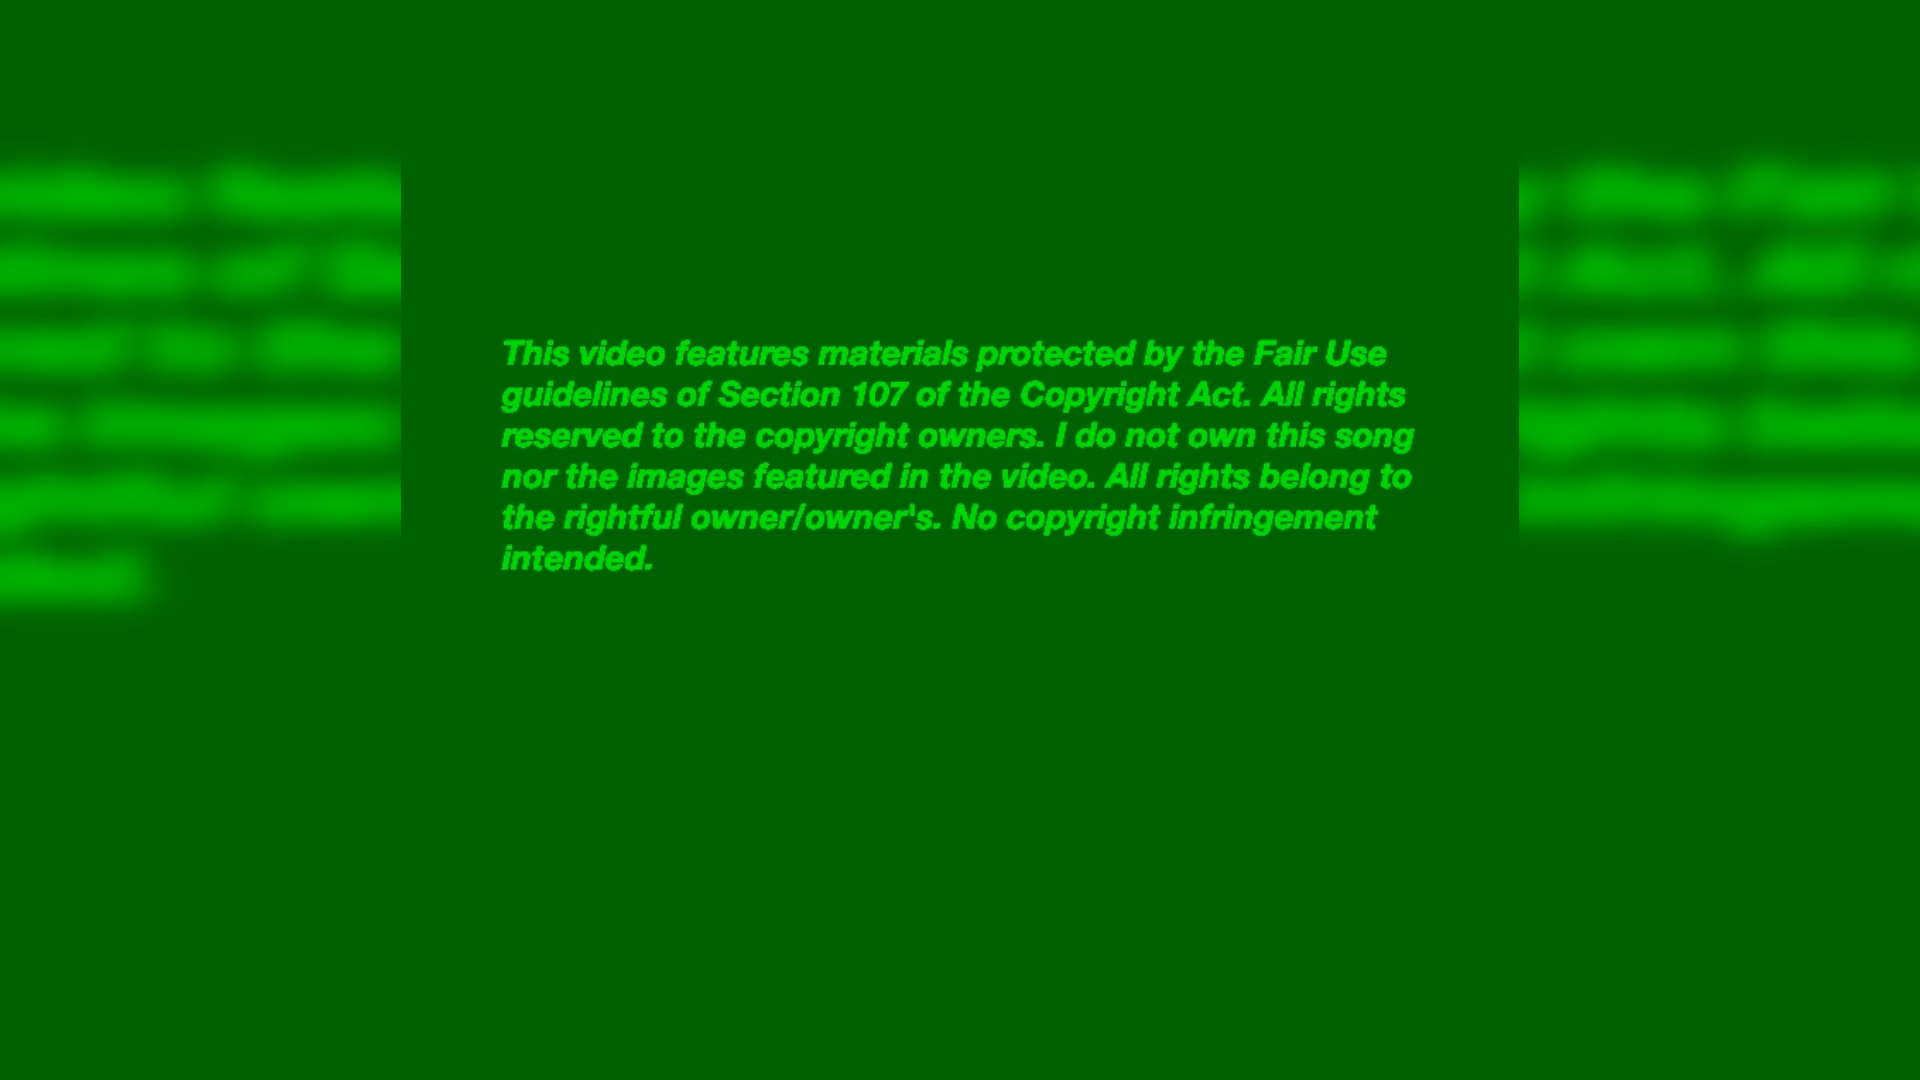 This video features materials protected by the Fair Use
guidelines of Section 107 of the Copyright Act. All rights
reserved to the copyright owners. I do not own this song
nor the images featured in the video. All rights belong to
the rightful owner/owner's. No copyright infringement
intended.